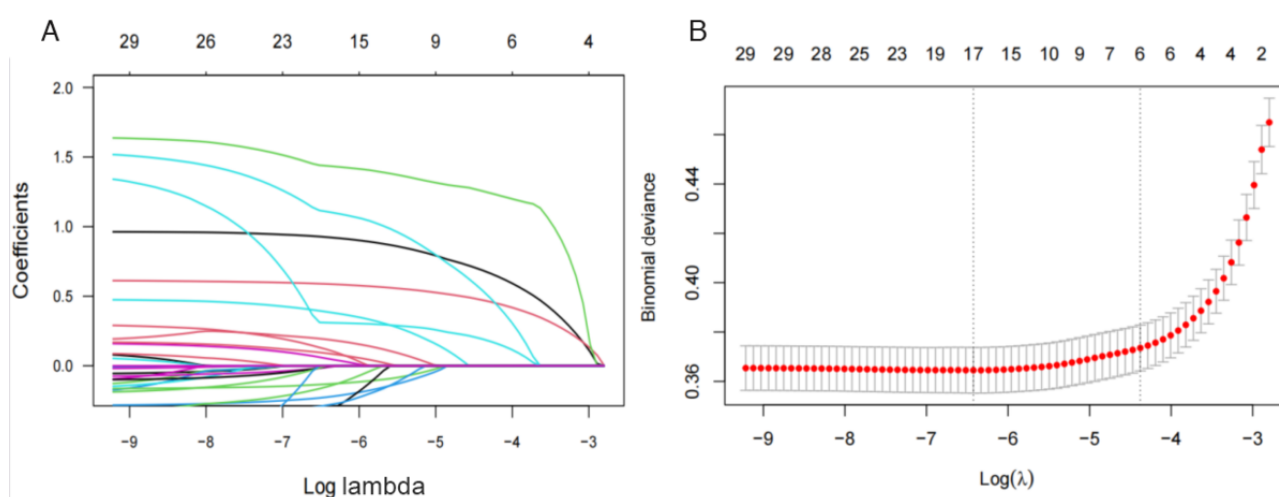 A
29 26 23 15 9 6 4
2.0
1.5
1.0
0.5
0.0
Coefficients
−9 −8 −7 −6 −5 −4 −3
Log lambda
B
29 29 28 25 23 19 17 15 10 9 7 6 4 4 2
0.44
0.40
0.36
Binomial deviance
−9 −8 −7 −6 −5 −4 −3
Log(λ)